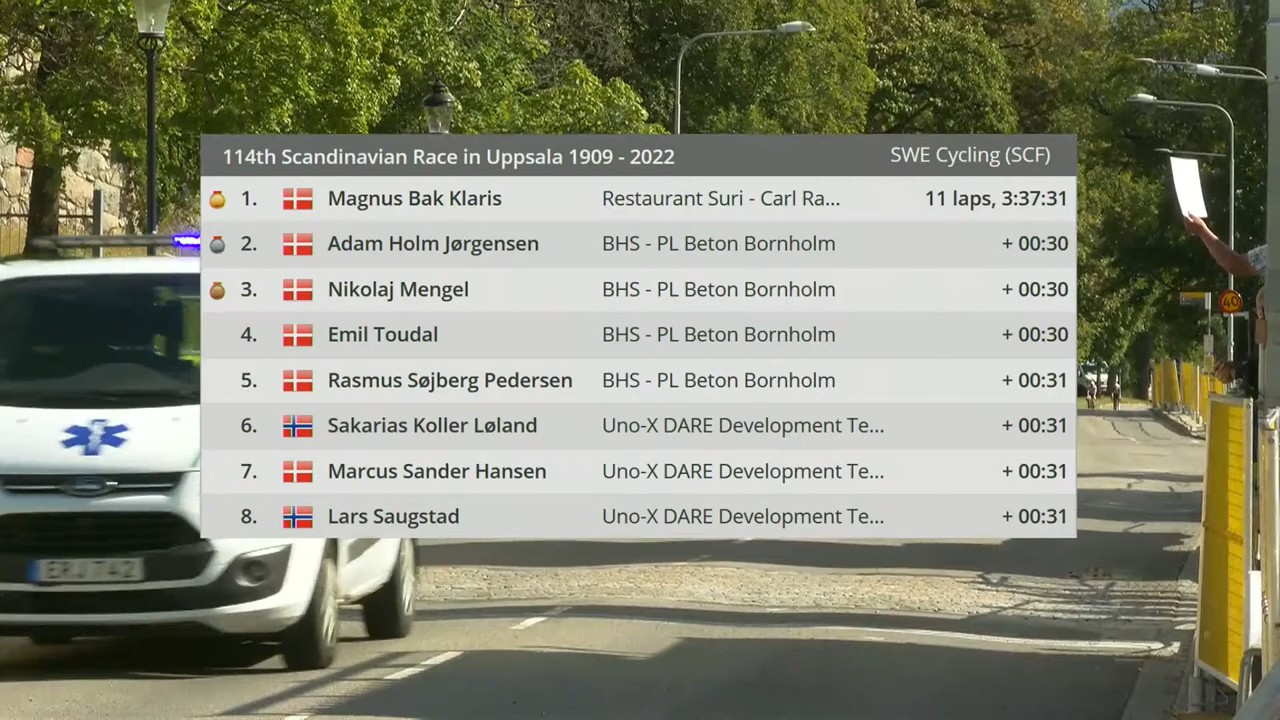 114th Scandinavian Race in Uppsala 1909 - 2022 SWE Cycling (SCF)
1. Magnus Bak Klaris Restaurant Suri - Carl Ra... 11 laps, 3:37:31
2. Adam Holm Jørgensen BHS - PL Beton Bornholm + 00:30
3. Nikolaj Mengel BHS - PL Beton Bornholm + 00:30
4. Emil Toudal BHS - PL Beton Bornholm + 00:30
5. Rasmus Søjberg Pedersen BHS - PL Beton Bornholm + 00:31
6. Sakarias Koller Løland Uno-X DARE Development Te... + 00:31
7. Marcus Sander Hansen Uno-X DARE Development Te... + 00:31
8. Lars Saugstad Uno-X DARE Development Te... + 00:31
40